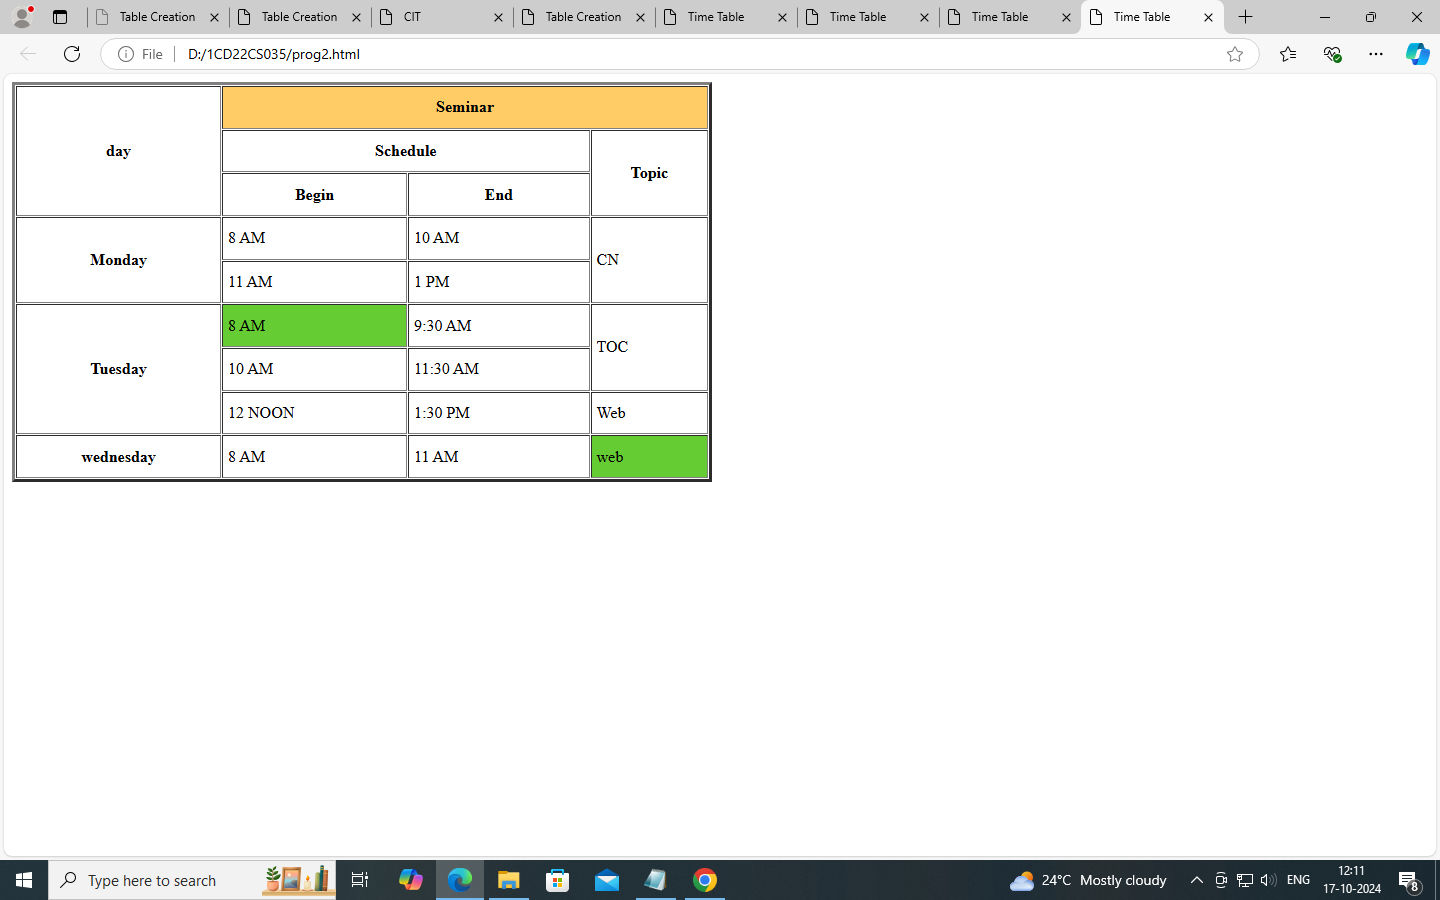 Table Creation Table Creation CIT Table Creation Time Table Time Table Time Table Time Table
File D:/1CD22CS035/prog2.html
day Seminar
Schedule Topic
Begin End
Monday 8 AM 10 AM CN
11 AM 1 PM
Tuesday 8 AM 9:30 AM TOC
10 AM 11:30 AM
12 NOON 1:30 PM Web
wednesday 8 AM 11 AM web
Type here to search 24°C Mostly cloudy ENG 12:11
17-10-2024 8